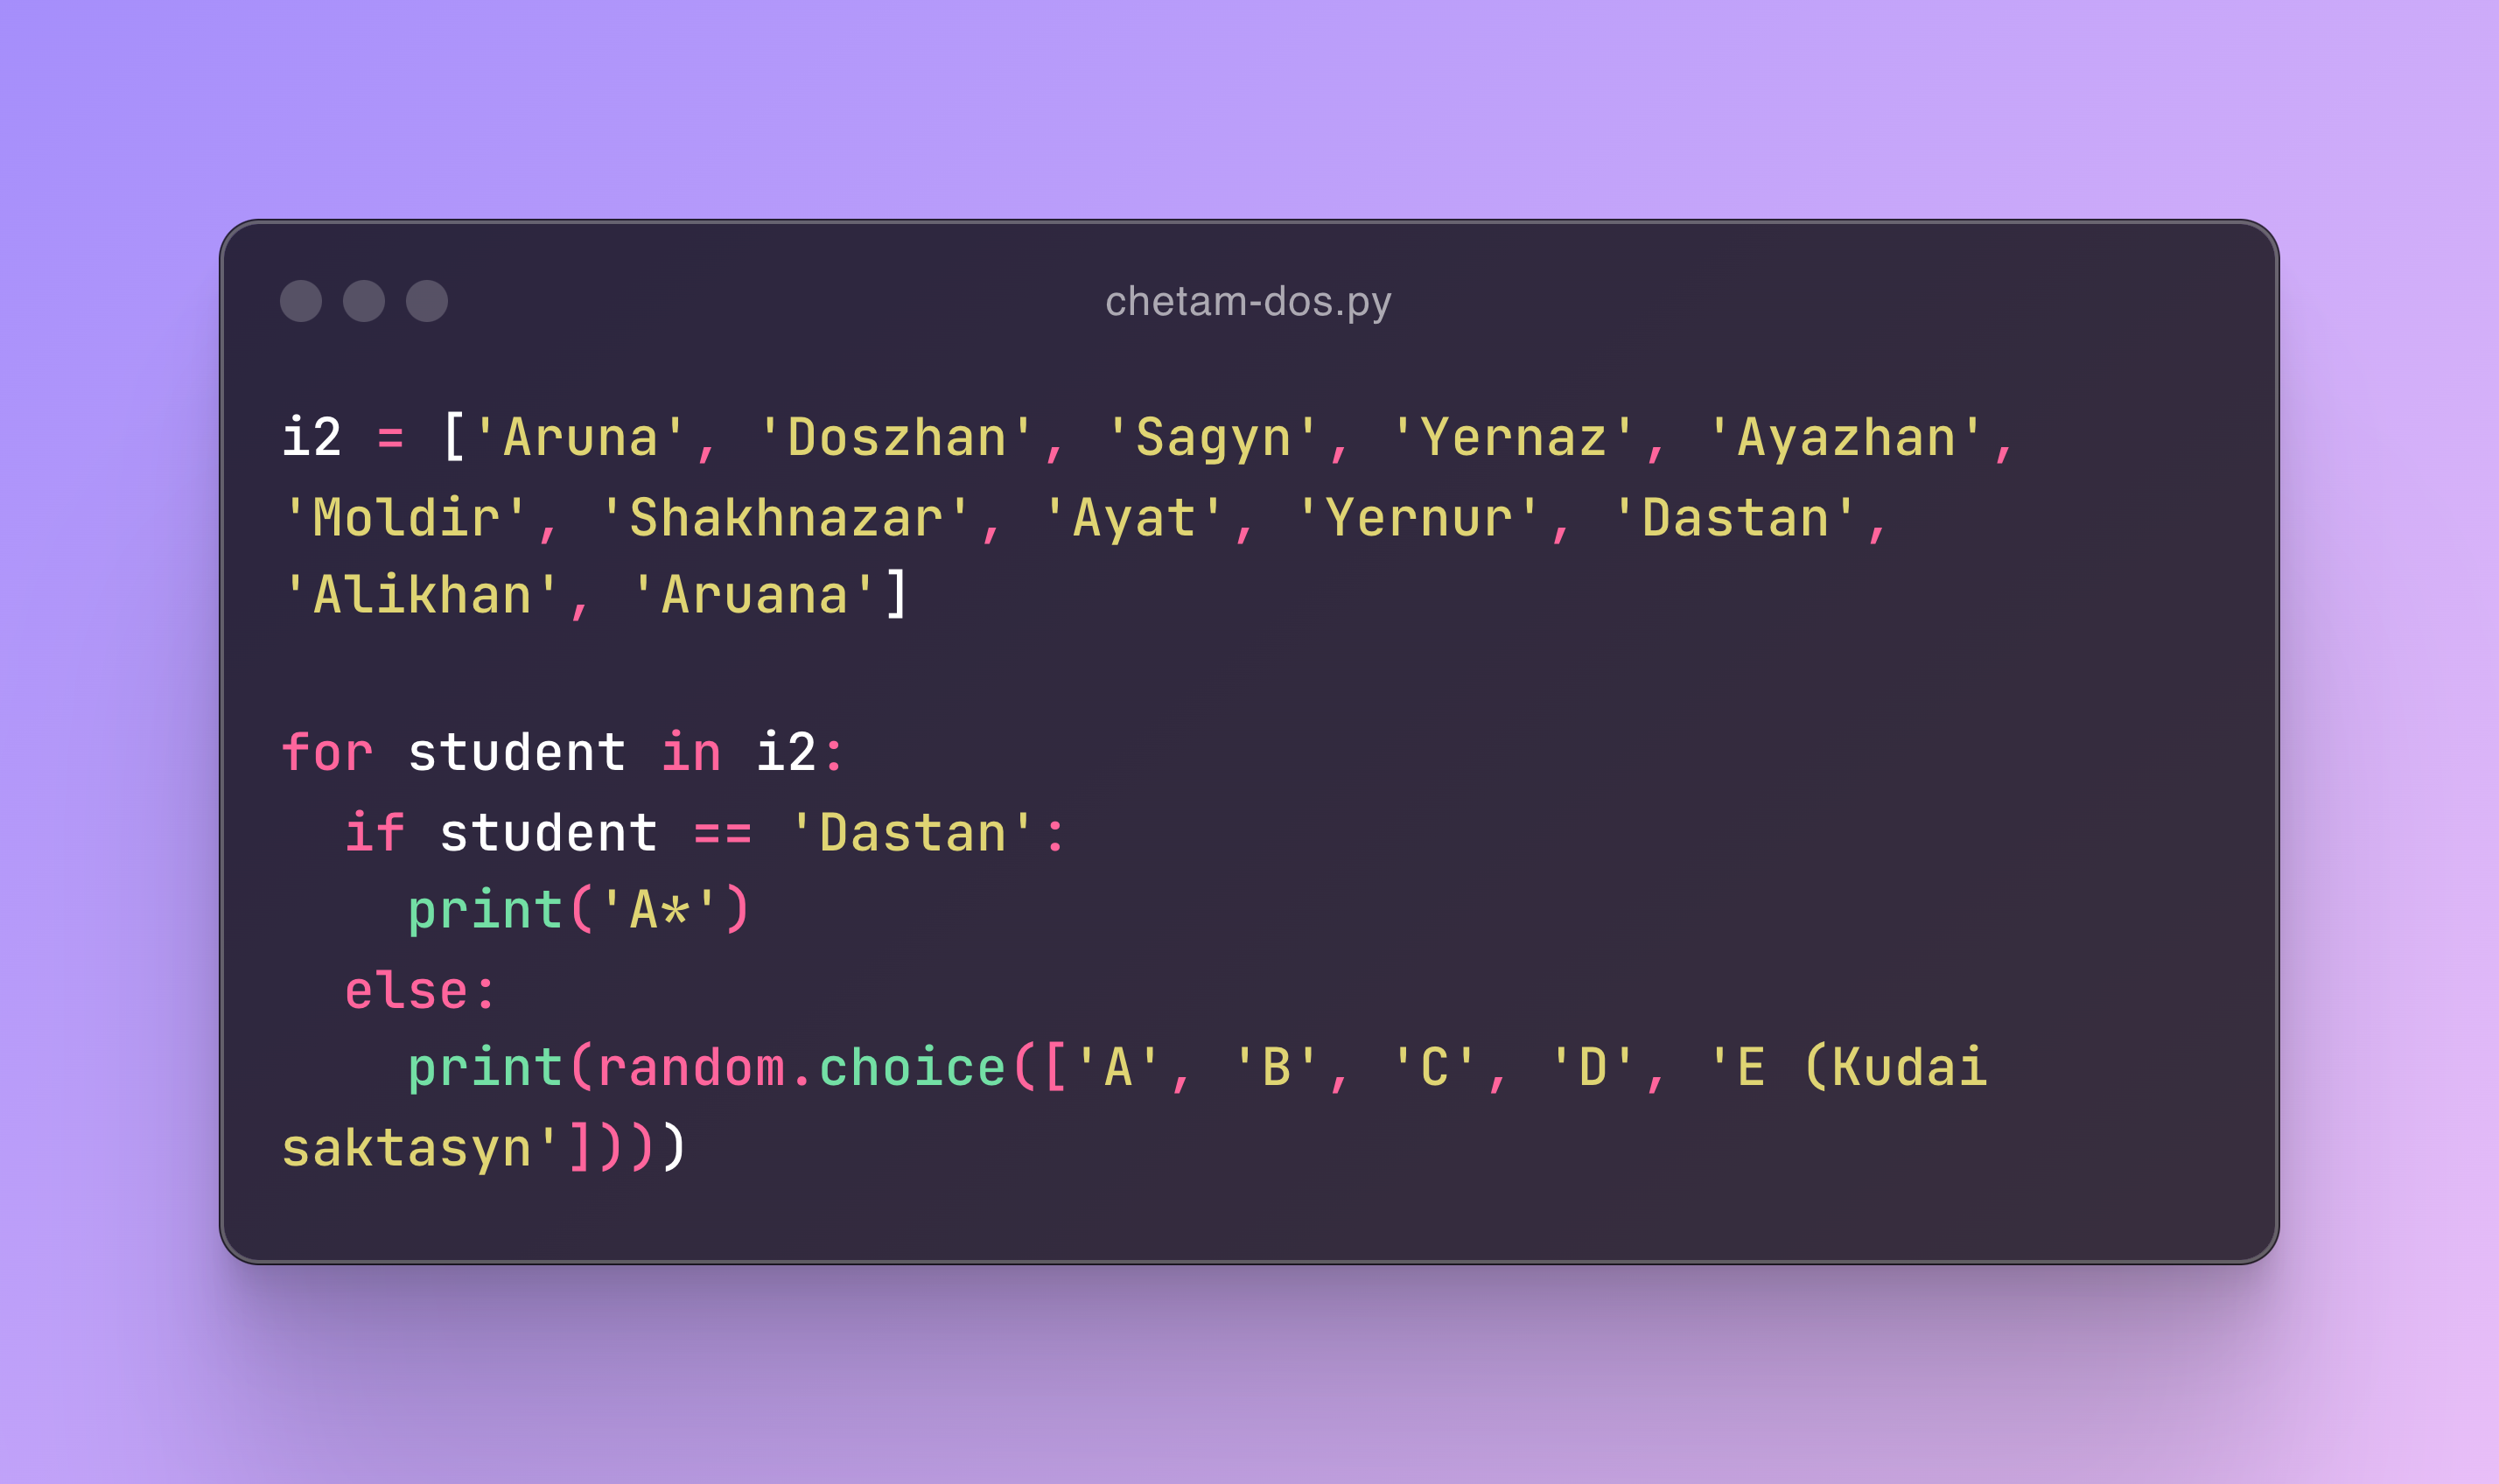 chetam-dos.py
i2 = ['Aruna', 'Doszhan', 'Sagyn', 'Yernaz', 'Ayazhan',
'Moldir', 'Shakhnazar', 'Ayat', 'Yernur', 'Dastan',
'Alikhan', 'Aruana']
for student in i2:
  if student == 'Dastan':
    print('A*')
  else:
    print(random.choice(['A', 'B', 'C', 'D', 'E (Kudai
saktasyn'])))